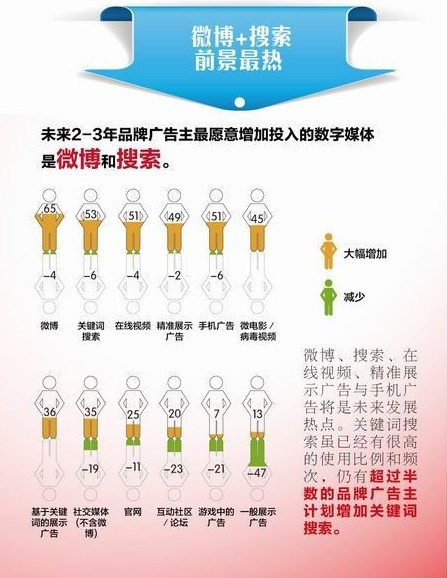 微博+搜索
前景最热
未来2-3年品牌广告主最愿意增加投入的数字媒体
是微博和搜索。
65 53 51 49 51 45
-4 -6 -4 -2 -6
微博 关键词 在线视频 精准展示 手机广告 微电影/
搜索 广告 病毒视频
大幅增加
减少
36 35 25 20 7 13
-19 -11 -23 -21 -47
基于关键 社交媒体 官网 互动社区 游戏中的 一般展示
词的展示 (不含微 /论坛 广告 广告
广告 博)
微博、搜索、在
线视频、精准展
示广告与手机广
告将是未来发展
热点。关键词搜
索虽已经有很高
的使用比例和频
次,仍有超过半
数的品牌广告主
计划增加关键词
搜索。